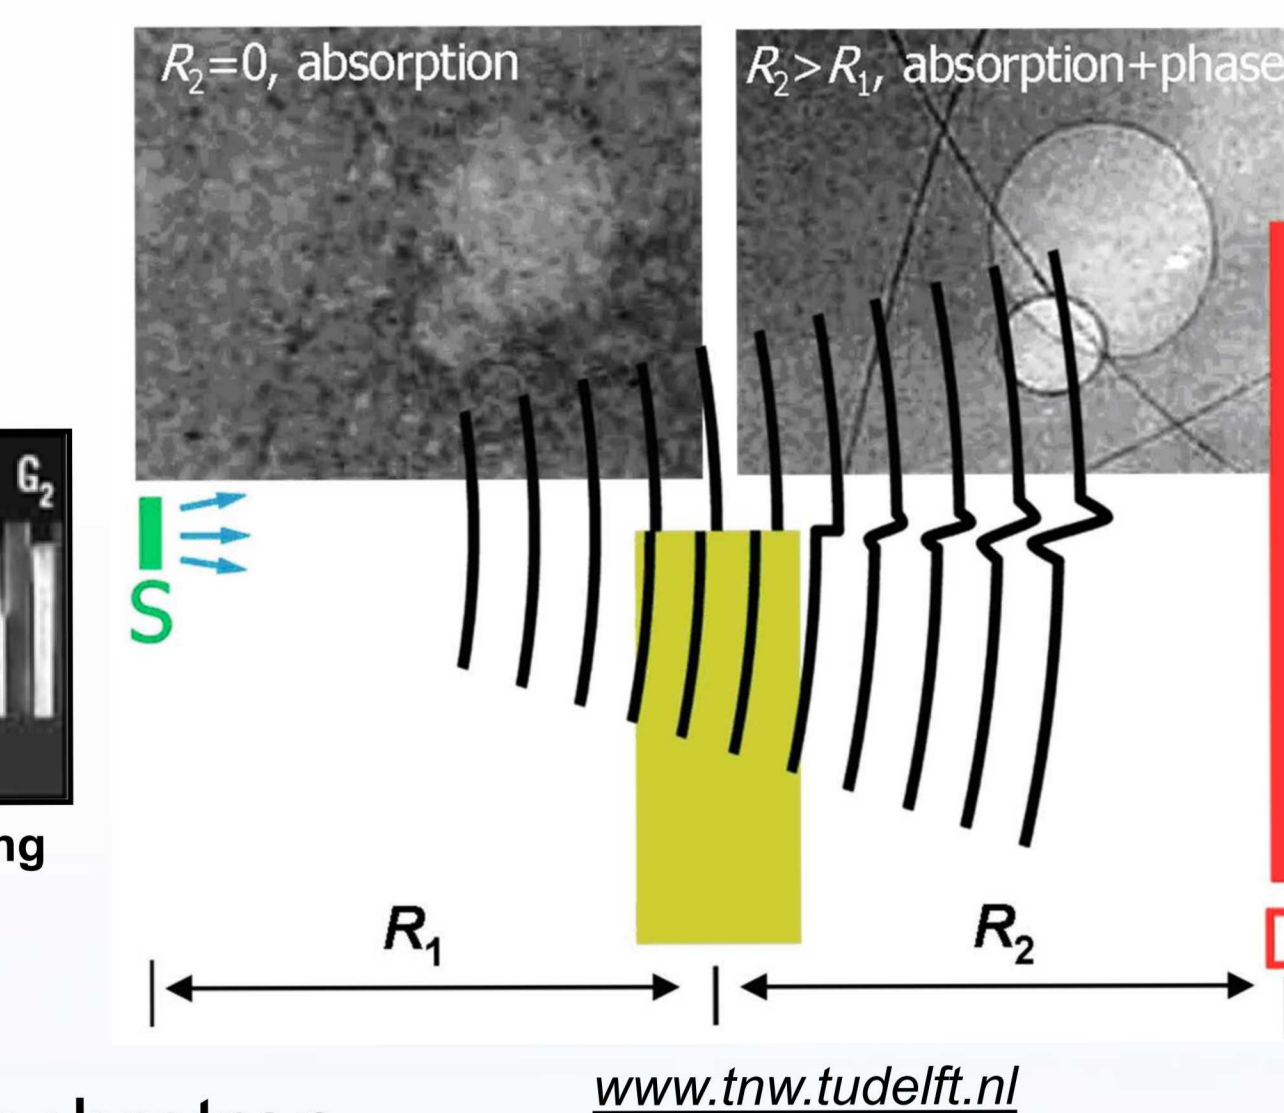 R₂=0, absorption
R₂>R₁, absorption+phase
G₂
S
ng
R₁
R₂
D
www.tnw.tudelft.nl